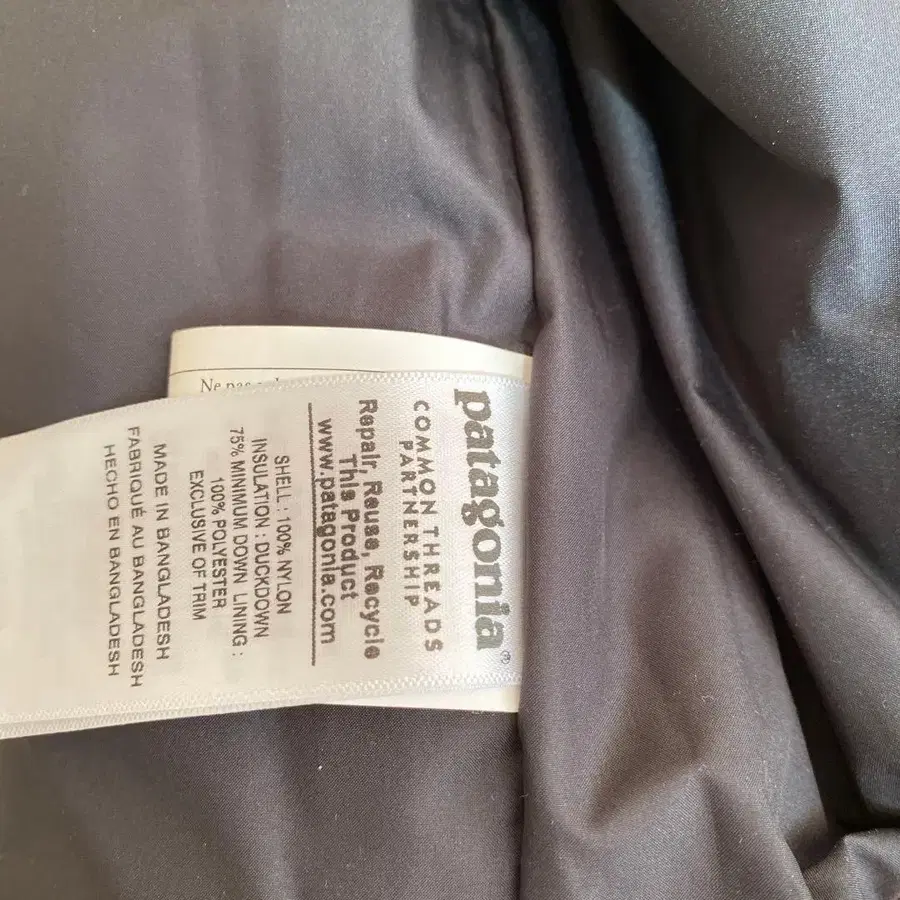 patagonia®
COMMON THREADS
PARTNERSHIP
Repair, Reuse, Recycle
This Product
www.patagonia.com
SHELL : 100% NYLON
INSULATION : DUCKDOWN
75% MINIMUM DOWN LINING :
100% POLYESTER
EXCLUSIVE OF TRIM
MADE IN BANGLADESH
FABRIQUÉ AU BANGLADESH
HECHO EN BANGLADESH
Ne pas